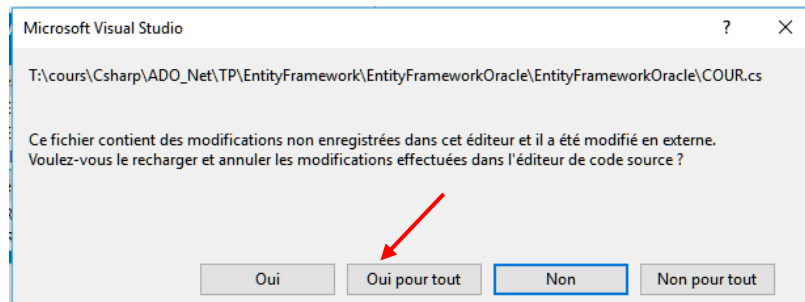 Microsoft Visual Studio
T:\cours\Csharp\ADO_Net\TP\EntityFramework\EntityFrameworkOracle\EntityFrameworkOracle\COUR.cs
Ce fichier contient des modifications non enregistrées dans cet éditeur et il a été modifié en externe.
Voulez-vous le recharger et annuler les modifications effectuées dans l'éditeur de code source ?
Oui Oui pour tout Non Non pour tout